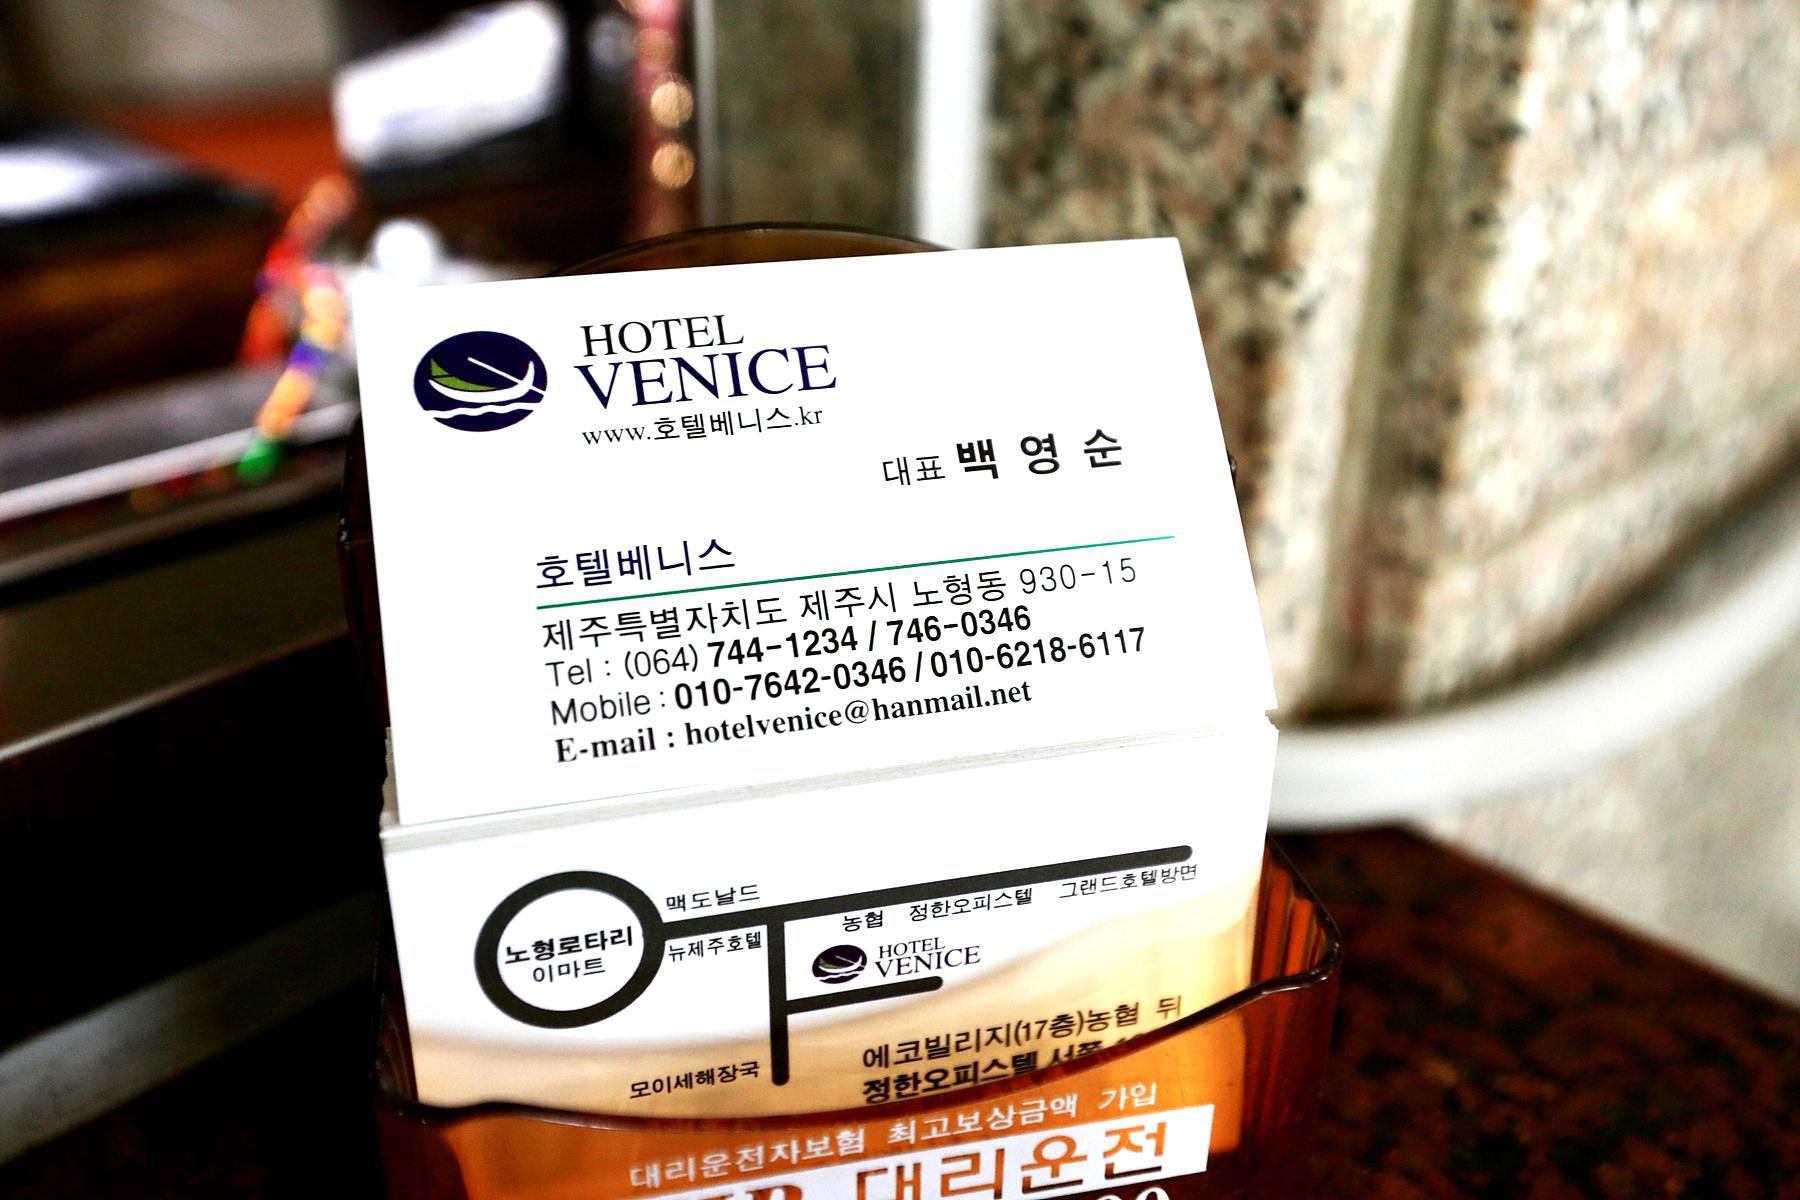 HOTEL
VENICE
www.호텔베니스.kr
대표 백 영 순
호텔베니스
제주특별자치도 제주시 노형동 930-15
Tel : (064) 744-1234 / 746-0346
Mobile : 010-7642-0346 / 010-6218-6117
E-mail : hotelvenice@hanmail.net
맥도날드
농협 정한오피스텔 그랜드호텔방면
노형로타리
이마트
뉴제주호텔
HOTEL
VENICE
모이세해장국
에코빌리지(17층)농협 뒤
정한오피스텔 서쪽
대리운전자보험 최고보상금액 가입
대리운전